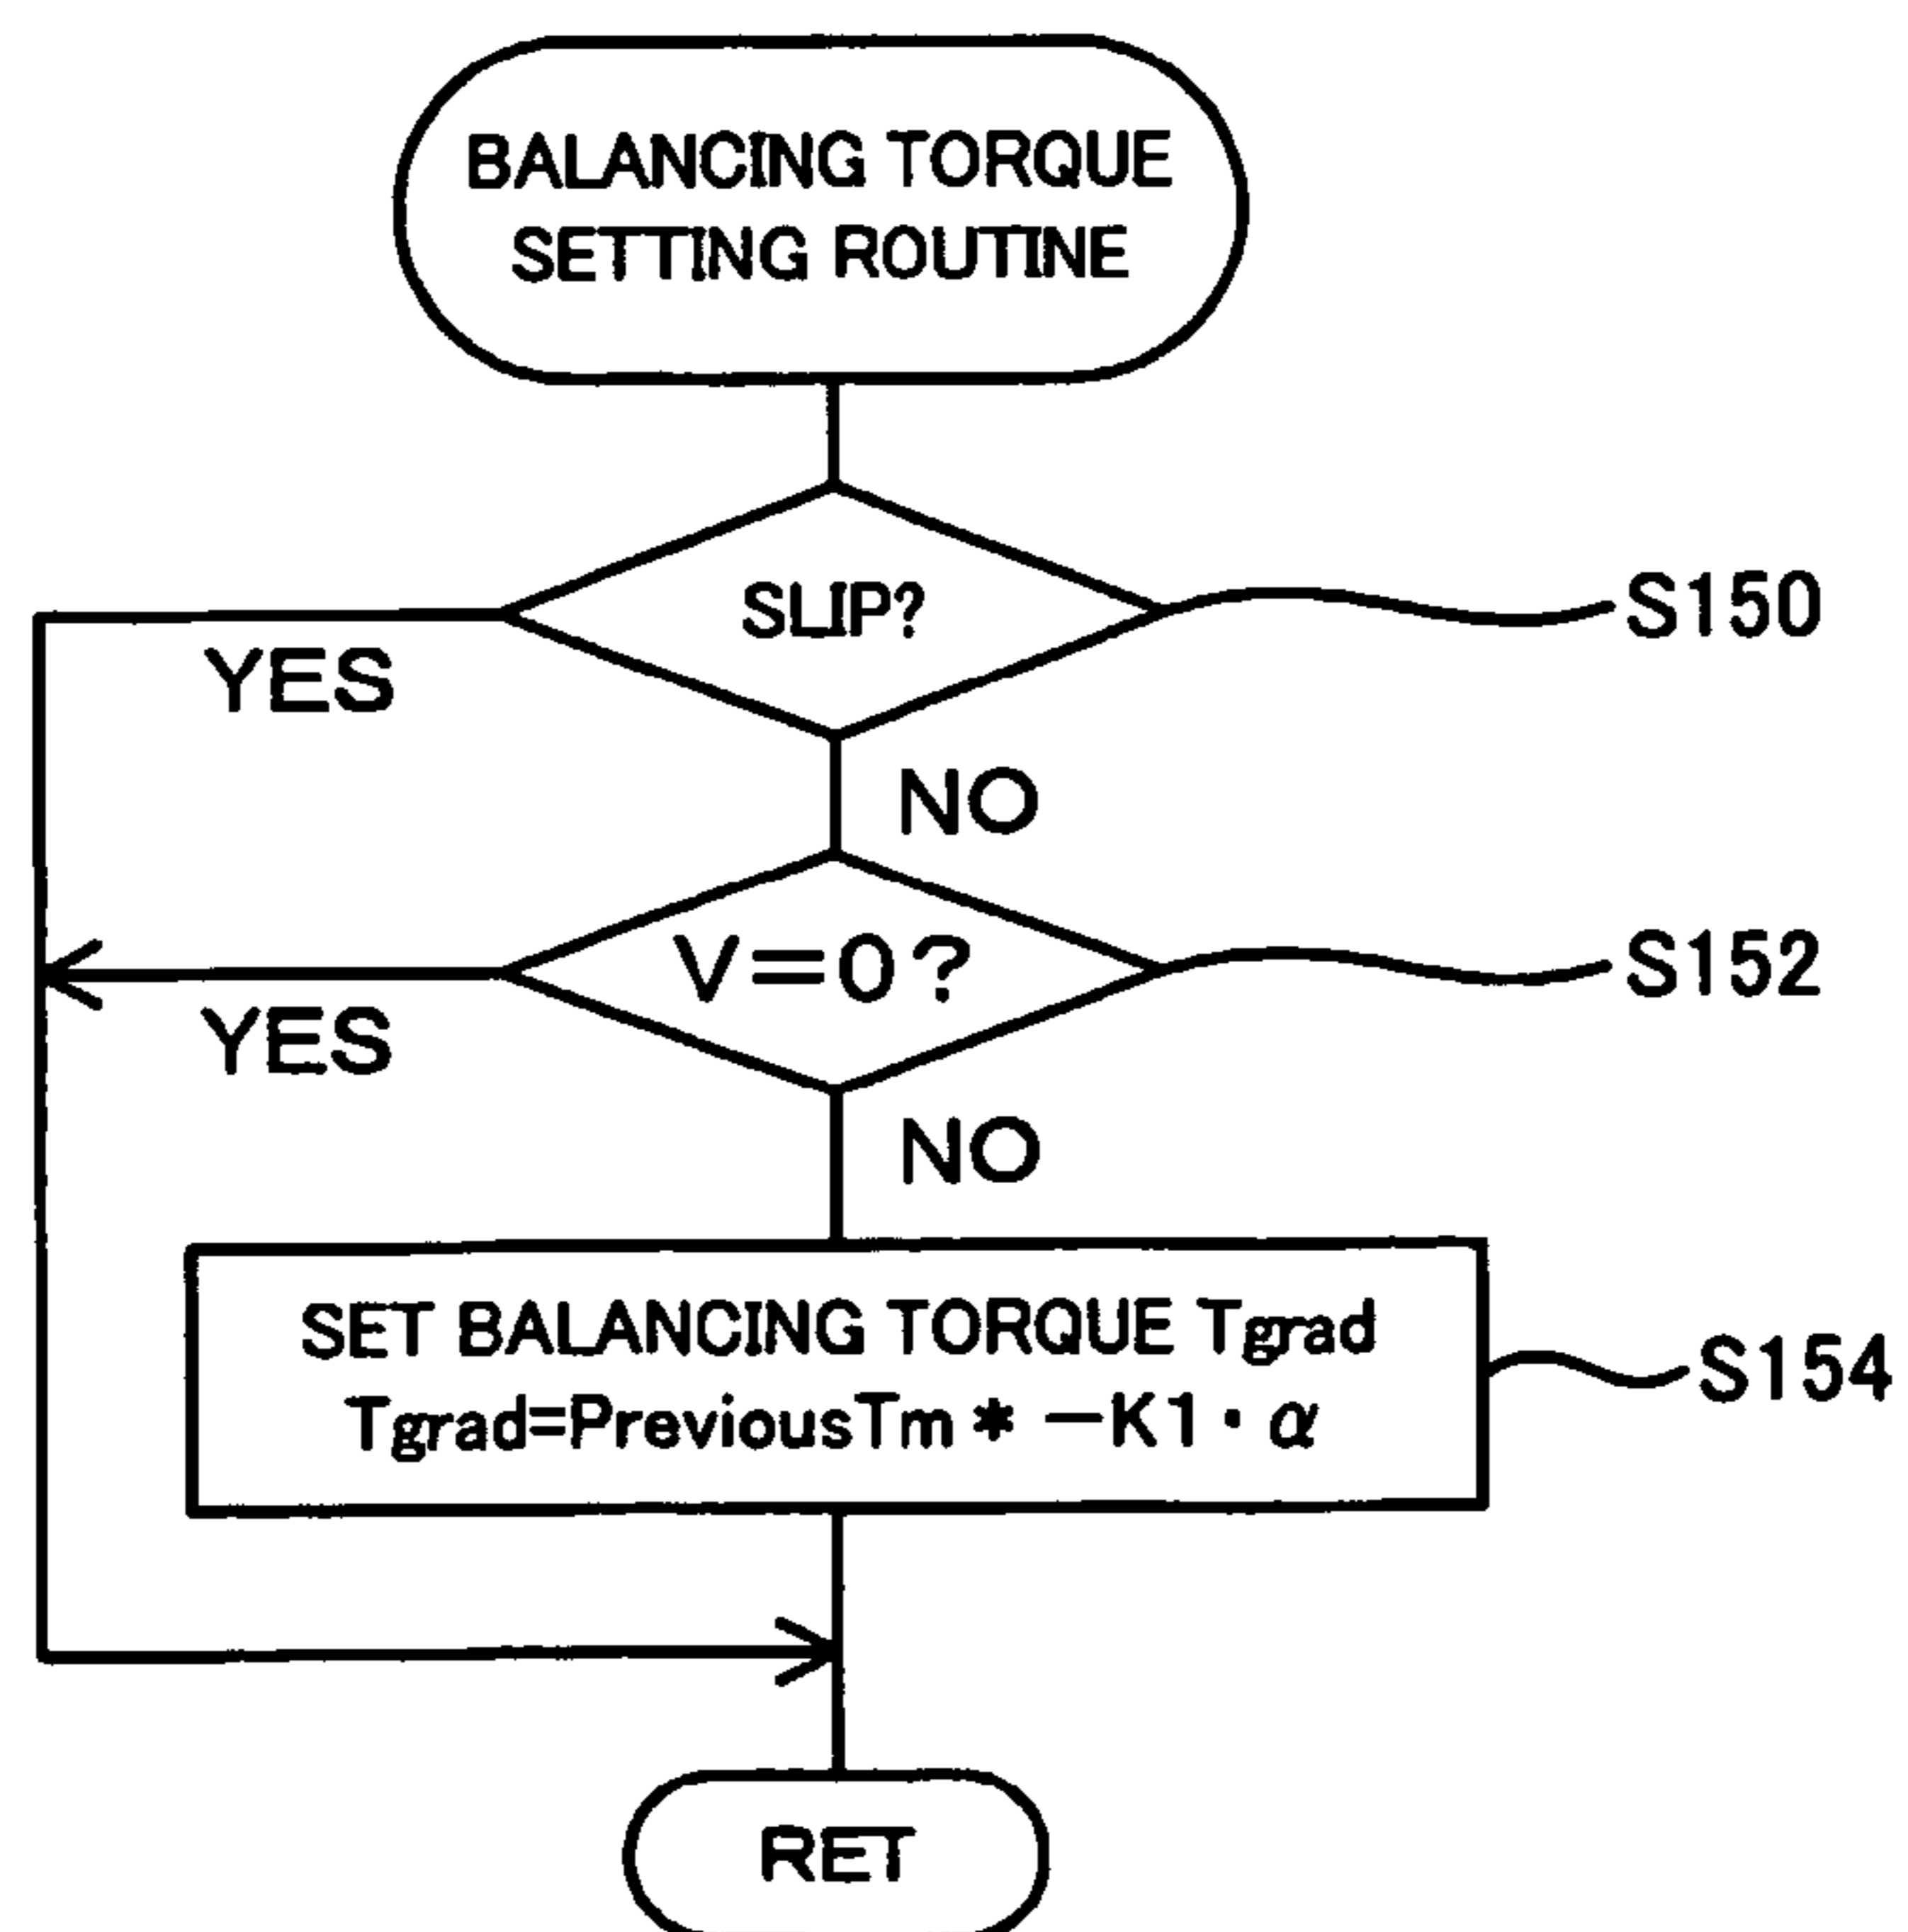 BALANCING TORQUE
SETTING ROUTINE
SLIP?
S150
YES
NO
V=0?
S152
YES
NO
SET BALANCING TORQUE Tgrad
Tgrad=PreviousTm*−K1・α
S154
RET